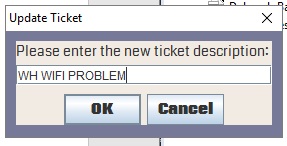 Update Ticket
Please enter the new ticket description:
WH WIFI PROBLEM
OK Cancel